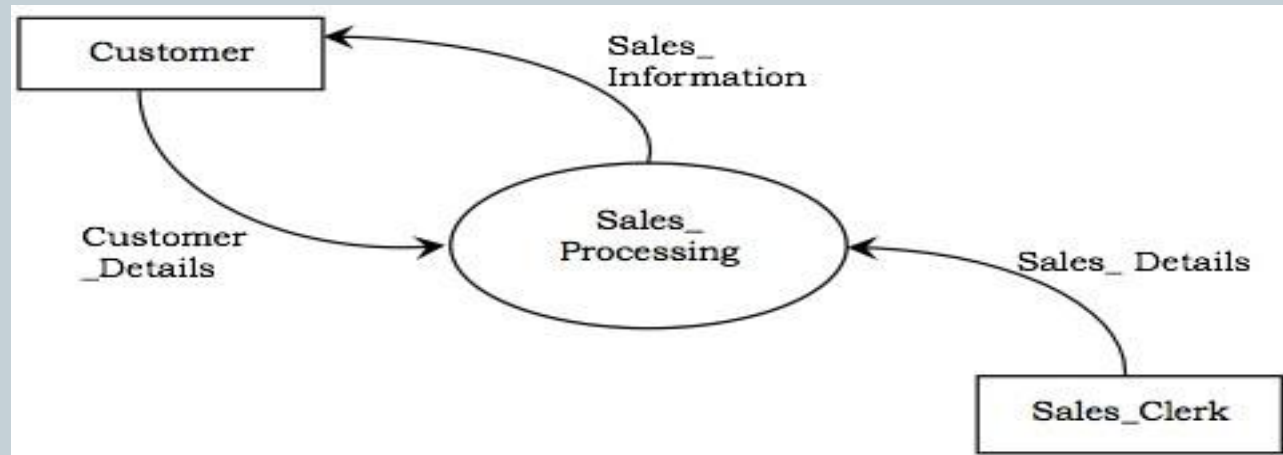 Customer
Sales_
Information
Sales_
Processing
Customer
_Details
Sales_ Details
Sales_Clerk